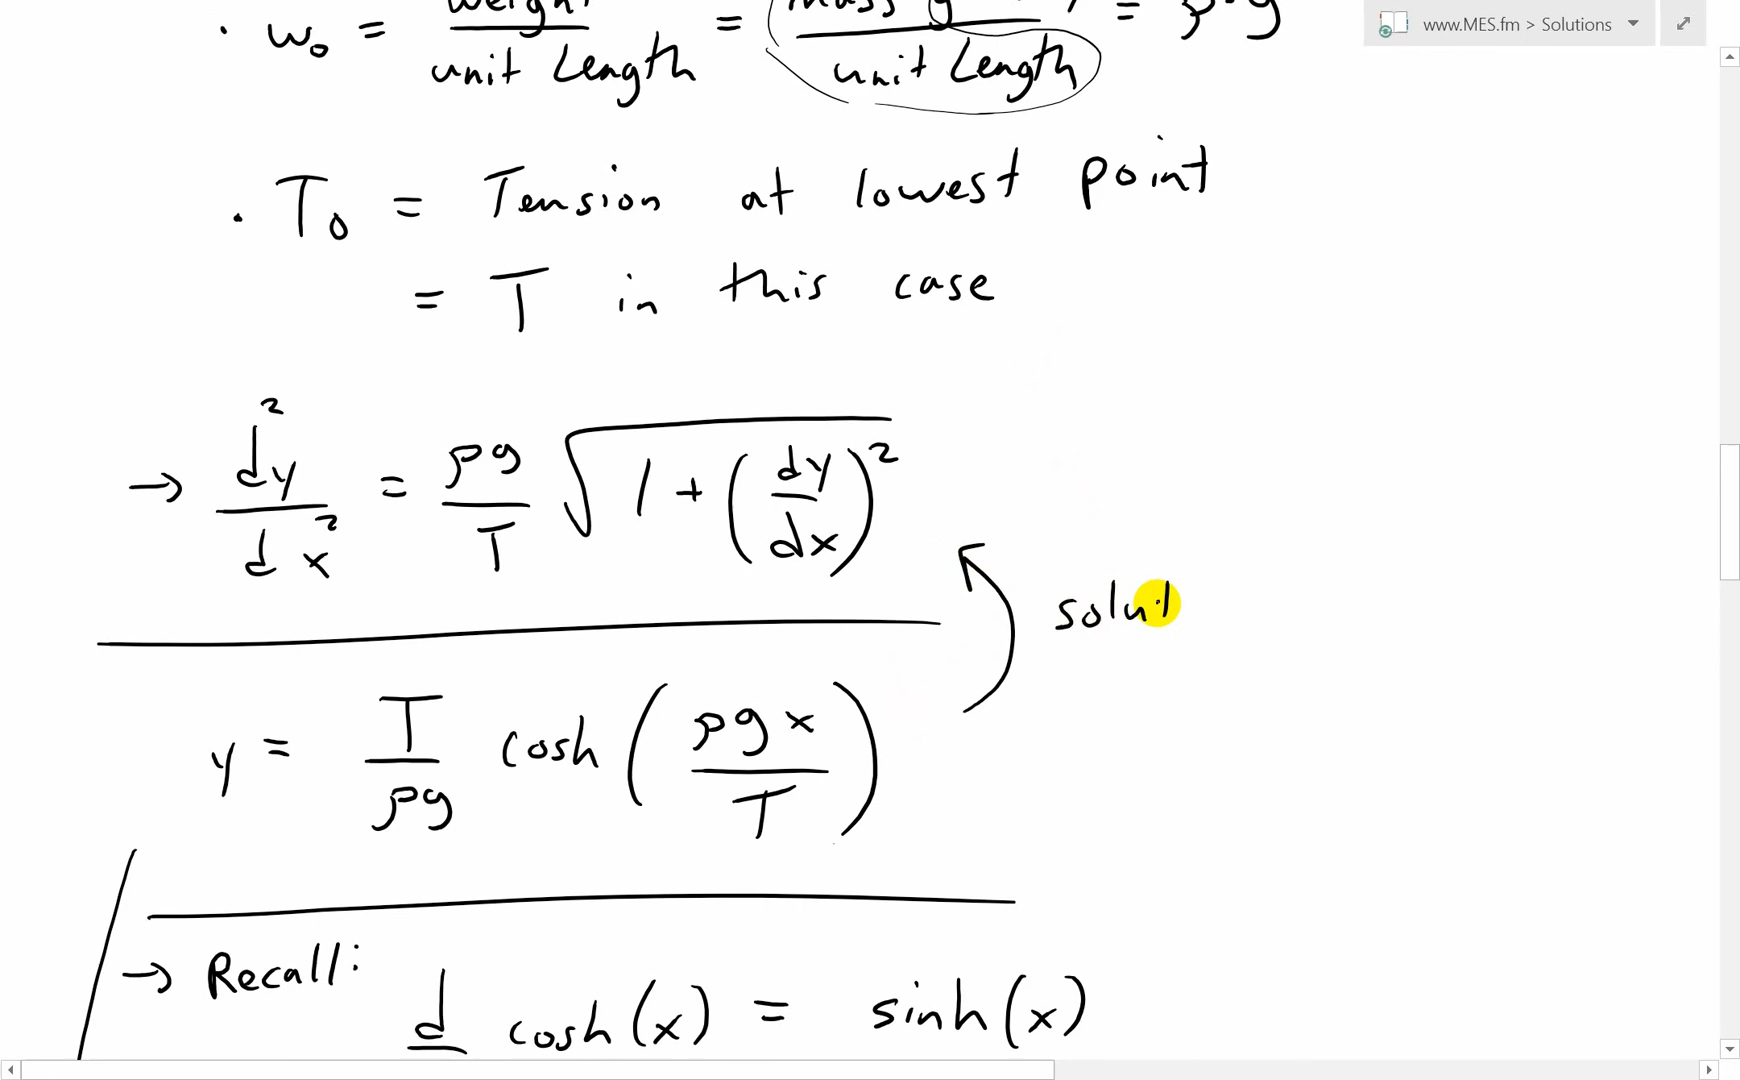 www.MES.fm > Solutions
· w₀ = weight / unit Length = mass · g / unit Length = ρ·g
· T₀ = Tension at lowest point
= T in this case
→ d²y/dx² = ρg/T √(1 + (dy/dx)²)
solut
y = T/ρg cosh(ρgx/T)
→ Recall:
d cosh(x) = sinh(x)